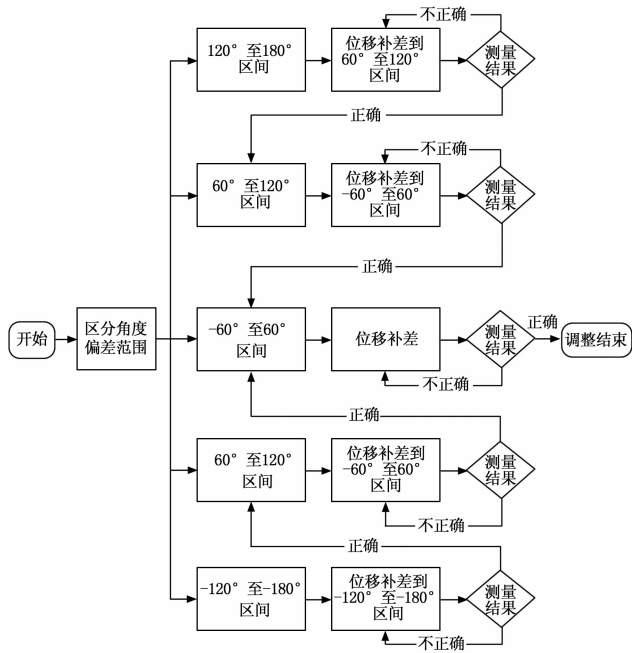 不正确
120° 至180°
区间
位移补差到
60° 至120°
区间
测量
结果
正确
不正确
60° 至120°
区间
位移补差到
-60° 至60°
区间
测量
结果
正确
开始
区分角度
偏差范围
-60° 至60°
区间
位移补差
测量
结果
正确
调整结束
不正确
正确
60° 至120°
区间
位移补差到
-60° 至60°
区间
测量
结果
不正确
正确
-120° 至-180°
区间
位移补差到
-120° 至-180°
区间
测量
结果
不正确